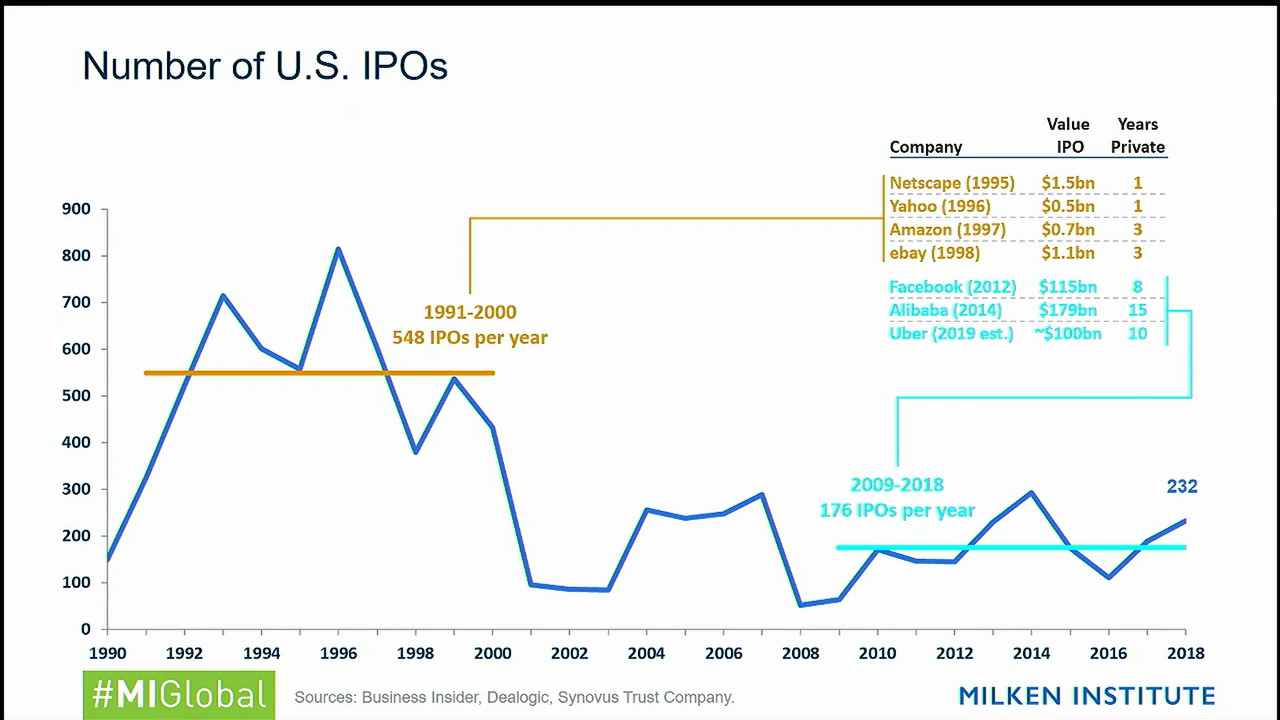 Number of U.S. IPOs
Value Years
Company IPO Private
Netscape (1995) $1.5bn 1
Yahoo (1996) $0.5bn 1
Amazon (1997) $0.7bn 3
ebay (1998) $1.1bn 3
Facebook (2012) $115bn 8
Alibaba (2014) $179bn 15
Uber (2019 est.) ~$100bn 10
900
800
700
600
500
400
300
200
100
0
1991-2000
548 IPOs per year
2009-2018
176 IPOs per year
232
1990 1992 1994 1996 1998 2000 2002 2004 2006 2008 2010 2012 2014 2016 2018
#MIGlobal
Sources: Business Insider, Dealogic, Synovus Trust Company.
MILKEN INSTITUTE